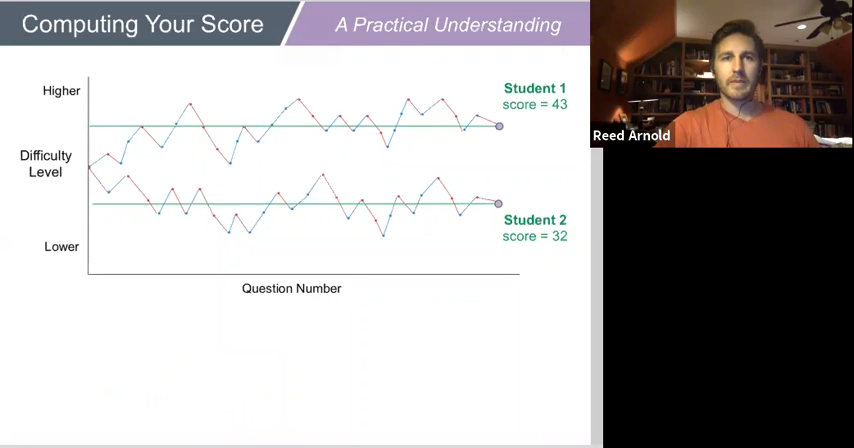 Computing Your Score
A Practical Understanding
Higher
Student 1
score = 43
Difficulty
Level
Student 2
score = 32
Lower
Question Number
Reed Arnold